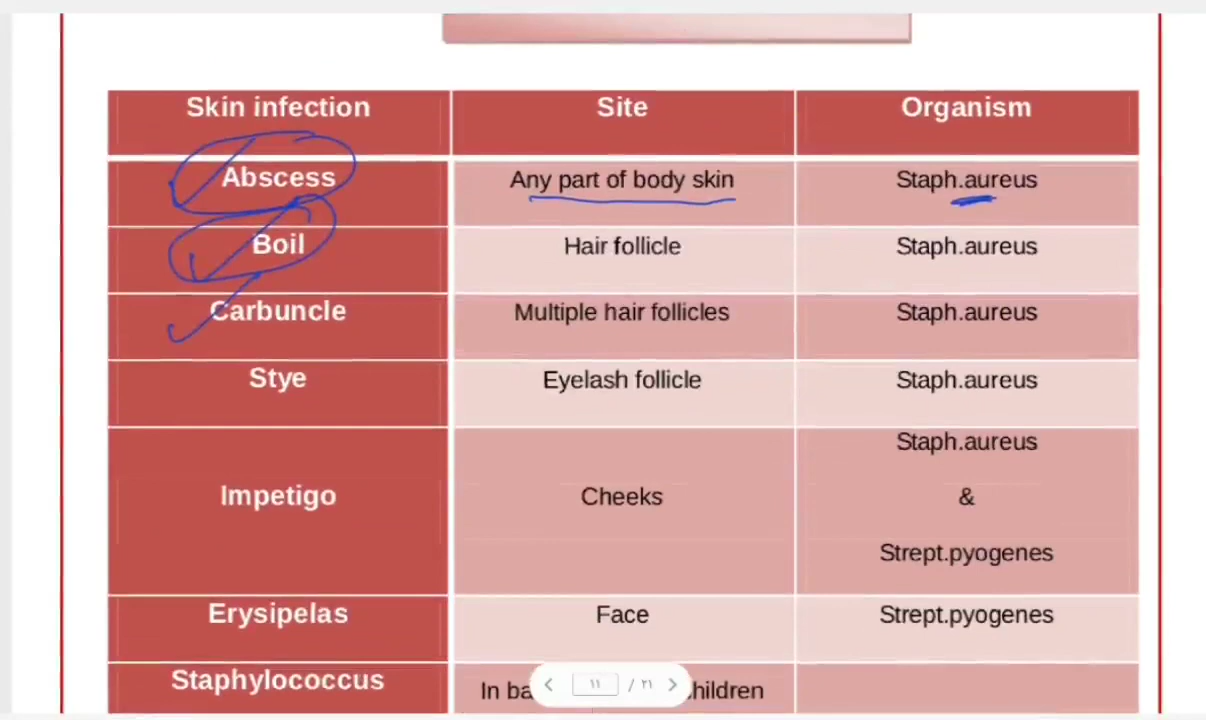 Skin infection Site Organism
Abscess Any part of body skin Staph.aureus
Boil Hair follicle Staph.aureus
Carbuncle Multiple hair follicles Staph.aureus
Stye Eyelash follicle Staph.aureus
Staph.aureus
Impetigo Cheeks &
Strept.pyogenes
Erysipelas Face Strept.pyogenes
Staphylococcus In
١١ / ٢١